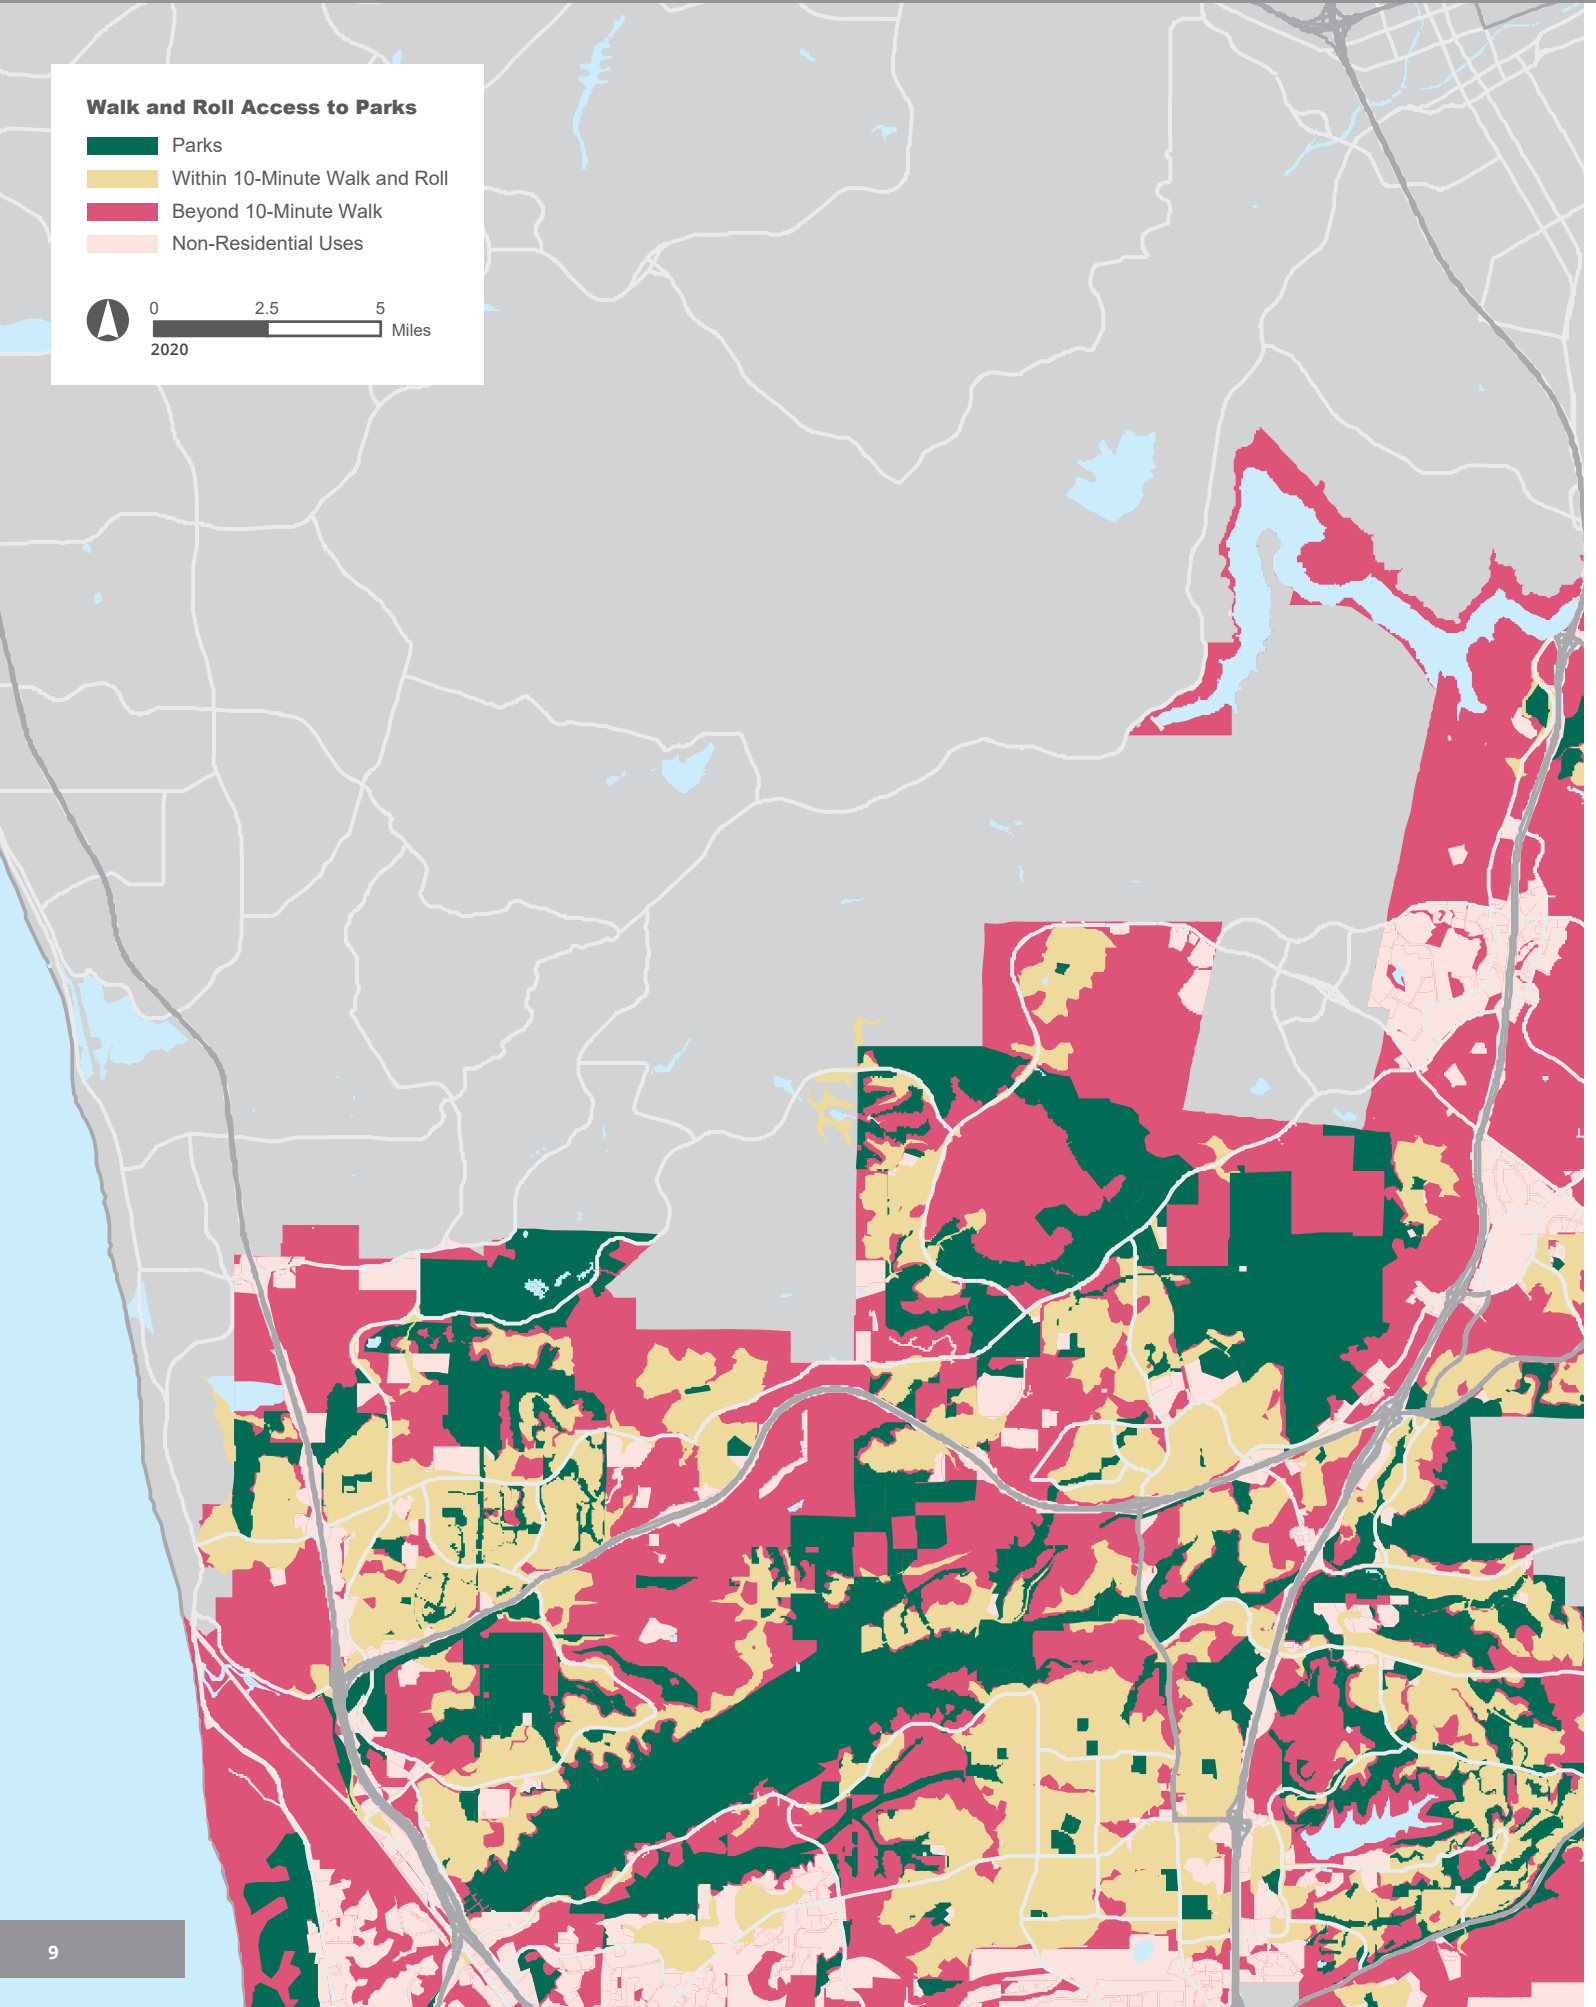 Walk and Roll Access to Parks
Parks
Within 10-Minute Walk and Roll
Beyond 10-Minute Walk
Non-Residential Uses
0 2.5 5
Miles
2020
9